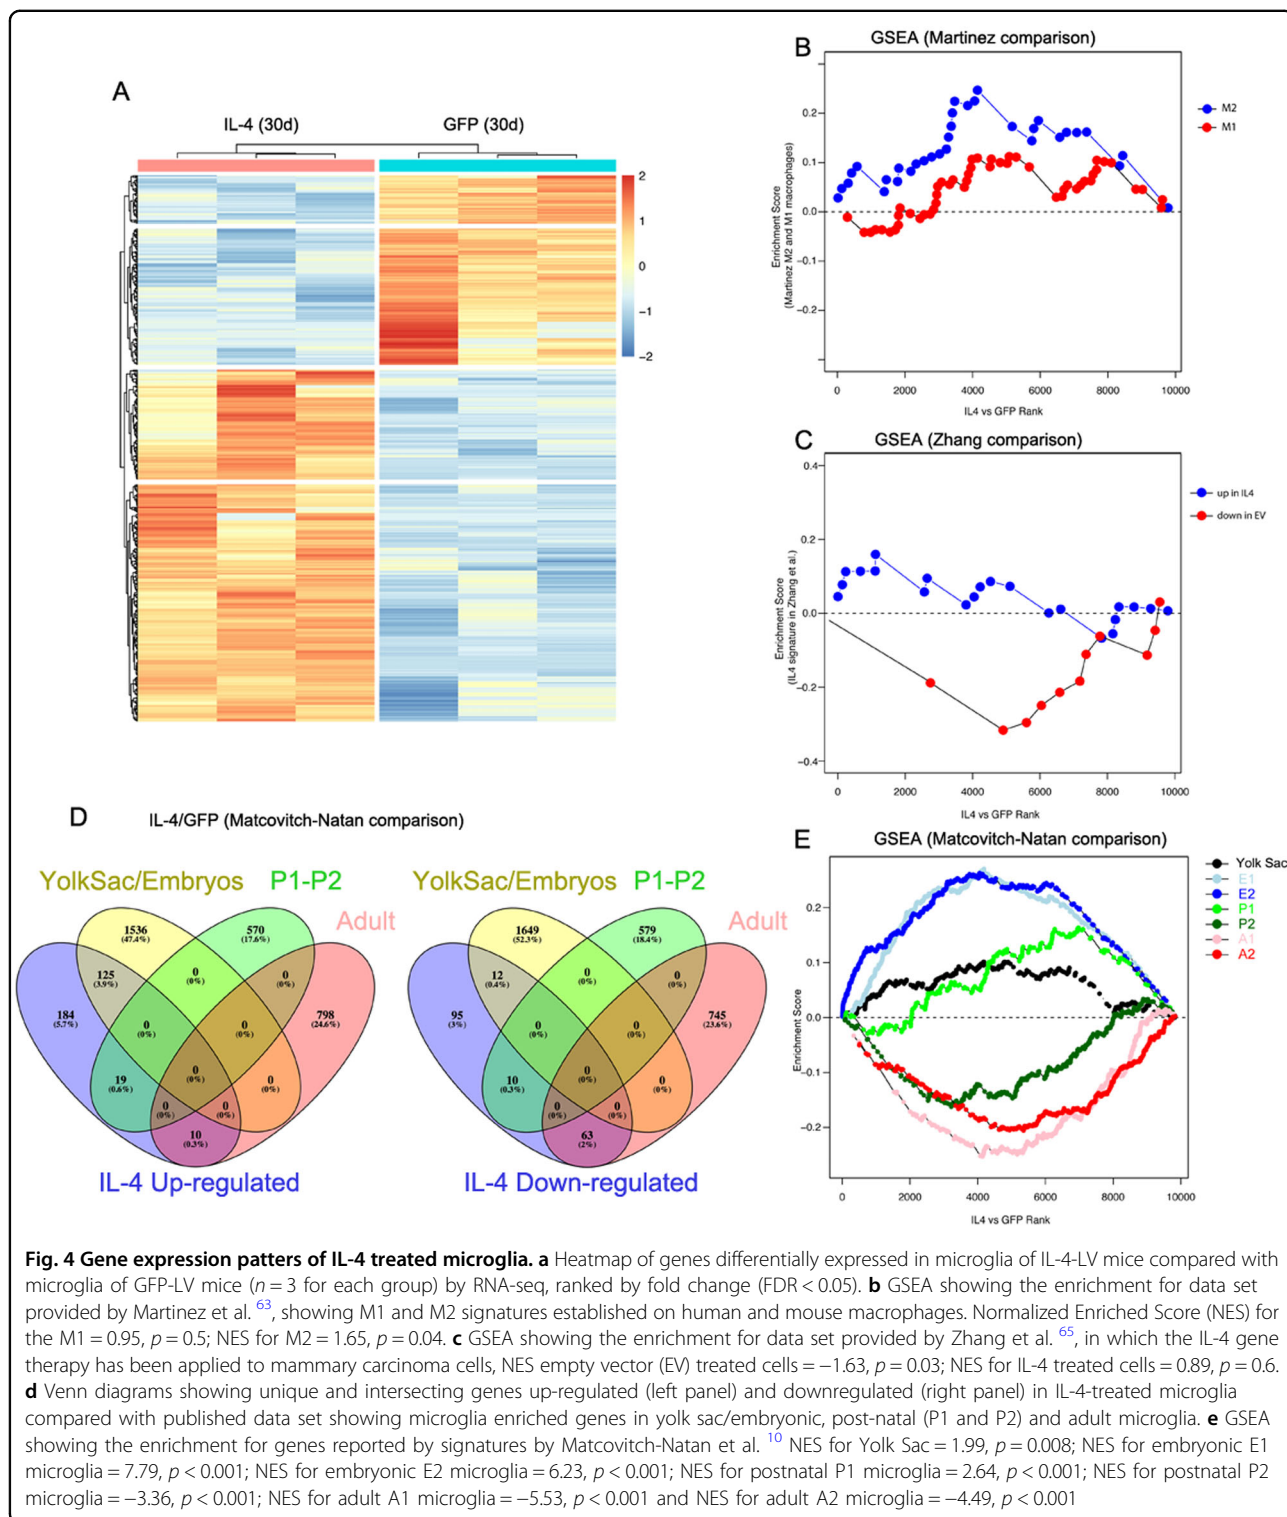 A
IL-4 (30d)
GFP (30d)
2
1
0
−1
−2
B
GSEA (Martinez comparison)
Enrichment Score
(Martinez M2 and M1 macrophages)
0.2
0.1
0.0
−0.1
−0.2
0 2000 4000 6000 8000 10000
IL4 vs GFP Rank
M2
M1
C
GSEA (Zhang comparison)
Enrichment Score
(IL4 signature in Zhang et al.)
0.4
0.2
0.0
−0.2
−0.4
0 2000 4000 6000 8000 10000
IL4 vs GFP Rank
up in IL4
down in EV
D
IL-4/GFP (Matcovitch-Natan comparison)
YolkSac/Embryos P1-P2
Adult
1536
(47.4%)
570
(17.6%)
125
(3.9%)
0
(0%)
0
(0%)
184
(5.7%)
0
(0%)
0
(0%)
798
(24.6%)
19
(0.6%)
0
(0%)
0
(0%)
0
(0%)
0
(0%)
10
(0.3%)
IL-4 Up-regulated
YolkSac/Embryos P1-P2
Adult
1649
(52.3%)
579
(18.4%)
12
(0.4%)
0
(0%)
0
(0%)
95
(3%)
0
(0%)
0
(0%)
745
(23.6%)
10
(0.3%)
0
(0%)
0
(0%)
0
(0%)
0
(0%)
63
(2%)
IL-4 Down-regulated
E
GSEA (Matcovitch-Natan comparison)
Enrichment Score
0.2
0.1
0.0
−0.1
−0.2
0 2000 4000 6000 8000 10000
IL4 vs GFP Rank
Yolk Sac
E1
E2
P1
P2
A1
A2
Fig. 4 Gene expression patters of IL-4 treated microglia. a Heatmap of genes differentially expressed in microglia of IL-4-LV mice compared with
microglia of GFP-LV mice (n = 3 for each group) by RNA-seq, ranked by fold change (FDR < 0.05). b GSEA showing the enrichment for data set
provided by Martinez et al. 63, showing M1 and M2 signatures established on human and mouse macrophages. Normalized Enriched Score (NES) for
the M1 = 0.95, p = 0.5; NES for M2 = 1.65, p = 0.04. c GSEA showing the enrichment for data set provided by Zhang et al. 65, in which the IL-4 gene
therapy has been applied to mammary carcinoma cells, NES empty vector (EV) treated cells = −1.63, p = 0.03; NES for IL-4 treated cells = 0.89, p = 0.6.
d Venn diagrams showing unique and intersecting genes up-regulated (left panel) and downregulated (right panel) in IL-4-treated microglia
compared with published data set showing microglia enriched genes in yolk sac/embryonic, post-natal (P1 and P2) and adult microglia. e GSEA
showing the enrichment for genes reported by signatures by Matcovitch-Natan et al. 10 NES for Yolk Sac = 1.99, p = 0.008; NES for embryonic E1
microglia = 7.79, p < 0.001; NES for embryonic E2 microglia = 6.23, p < 0.001; NES for postnatal P1 microglia = 2.64, p < 0.001; NES for postnatal P2
microglia = −3.36, p < 0.001; NES for adult A1 microglia = −5.53, p < 0.001 and NES for adult A2 microglia = −4.49, p < 0.001